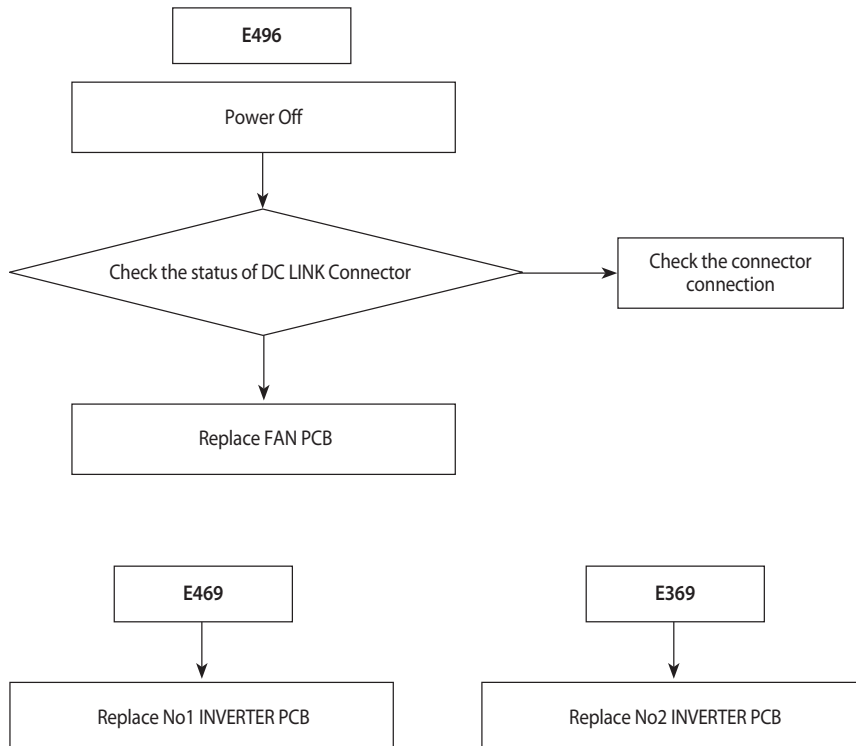 E496
Power Off
Check the status of DC LINK Connector
Check the connector
connection
Replace FAN PCB
E469
E369
Replace No1 INVERTER PCB
Replace No2 INVERTER PCB